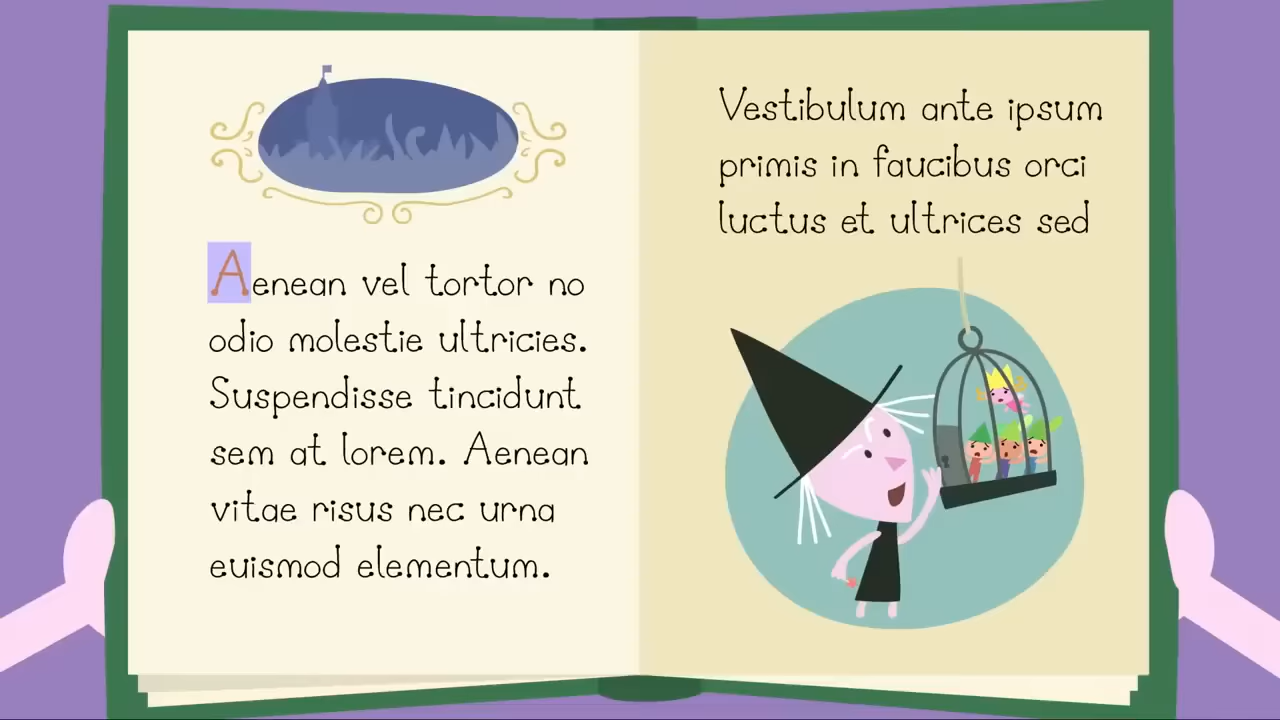 Aenean vel tortor no
odio molestie ultricies.
Suspendisse tincidunt
sem at lorem. Aenean
vitae risus nec urna
euismod elementum.
Vestibulum ante ipsum
primis in faucibus orci
luctus et ultrices sed